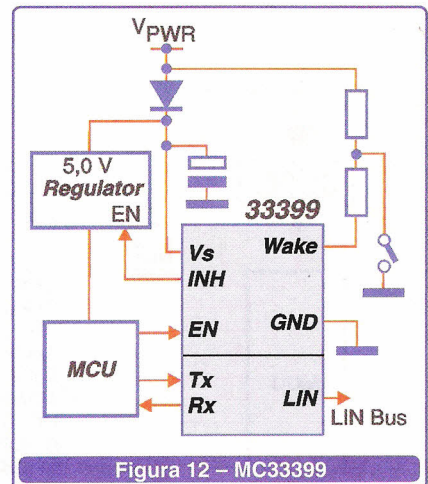 VPWR
5,0 V
Regulator
EN
33399
Vs
Wake
INH
EN
GND
MCU
Tx
Rx
LIN
LIN Bus
Figura 12 – MC33399